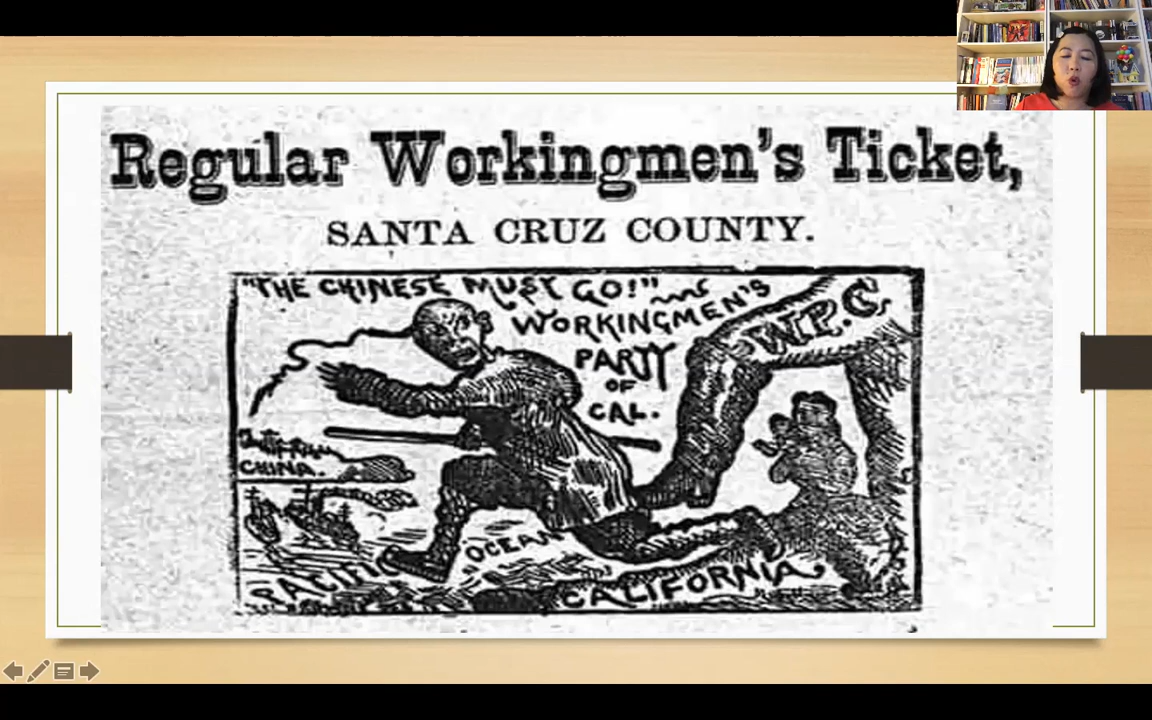 Regular Workingmen's Ticket,
SANTA CRUZ COUNTY.
"THE CHINESE MUST GO!"
WORKINGMEN'S
PARTY
OF
CAL.
W.P.C.
CHINA.
PACIFIC
OCEAN
CALIFORNIA.